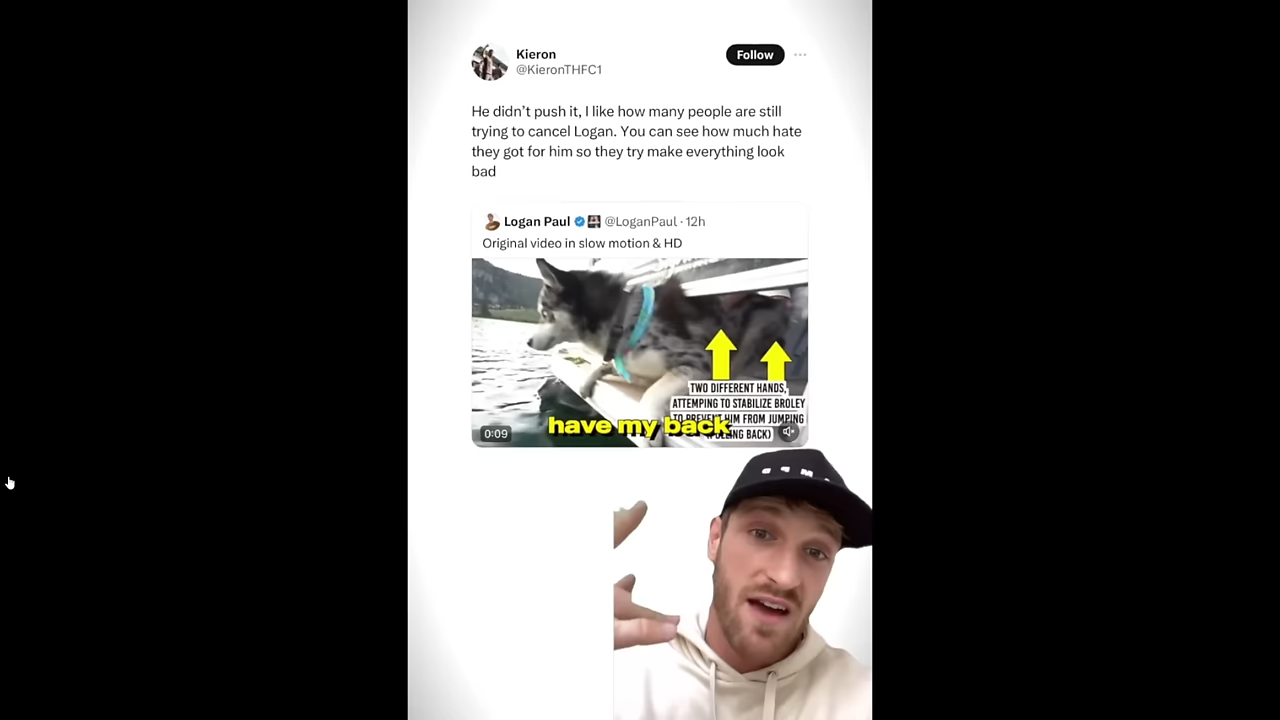 Kieron
Follow
@KieronTHFC1
He didn’t push it, I like how many people are still
trying to cancel Logan. You can see how much hate
they got for him so they try make everything look
bad
Logan Paul @LoganPaul · 12h
Original video in slow motion & HD
TWO DIFFERENT HANDS,
ATTEMPTING TO STABILIZE BROLEY
TO PREVENT HIM FROM JUMPING
BACK)
have my back
0:09